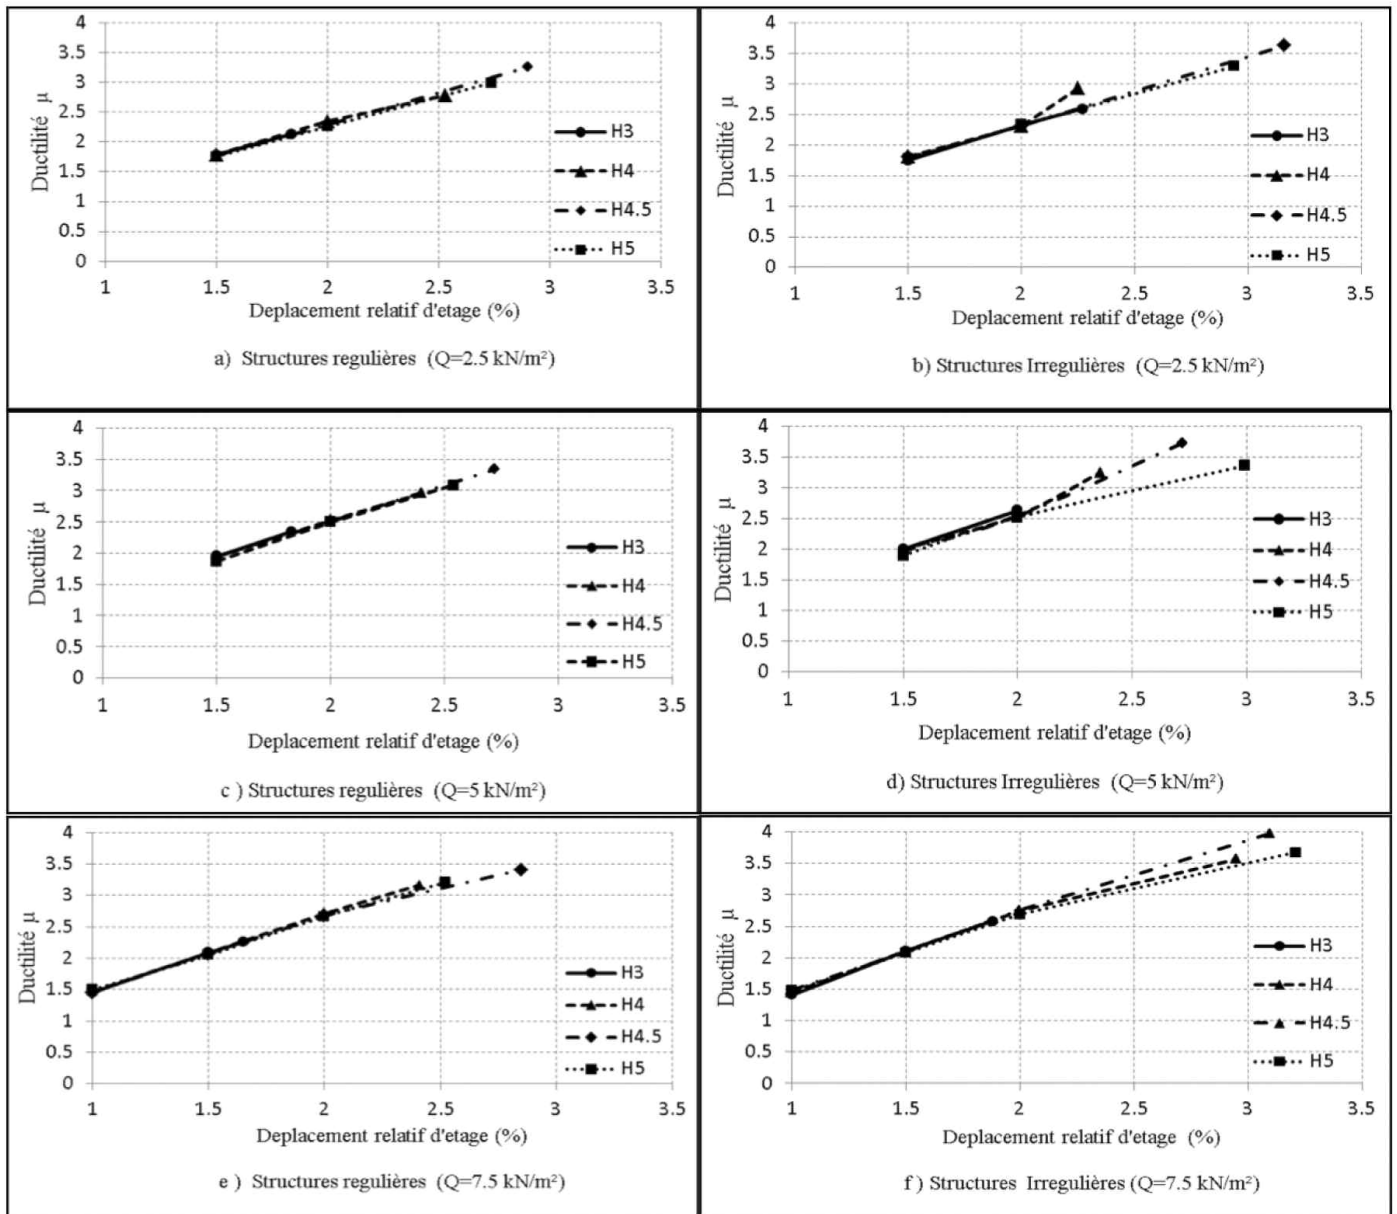 4
3.5
3
2.5
2
1.5
1
0.5
0
Ductilité μ
H3
H4
H4.5
H5
1 1.5 2 2.5 3 3.5
Deplacement relatif d'etage (%)
a) Structures regulières (Q=2.5 kN/m²)
4
3.5
3
2.5
2
1.5
1
0.5
0
Ductilité μ
H3
H4
H4.5
H5
1 1.5 2 2.5 3 3.5
Deplacement relatif d'etage (%)
b) Structures Irregulières (Q=2.5 kN/m²)
4
3.5
3
2.5
2
1.5
1
0.5
0
Ductilité μ
H3
H4
H4.5
H5
1 1.5 2 2.5 3 3.5
Deplacement relatif d'etage (%)
c ) Structures regulières (Q=5 kN/m²)
4
3.5
3
2.5
2
1.5
1
0.5
0
Ductilité μ
H3
H4
H4.5
H5
1 1.5 2 2.5 3 3.5
Deplacement relatif d'etage (%)
d) Structures Irregulières (Q=5 kN/m²)
4
3.5
3
2.5
2
1.5
1
0.5
0
Ductilité μ
H3
H4
H4.5
H5
1 1.5 2 2.5 3 3.5
Deplacement relatif d'etage (%)
e ) Structures regulières (Q=7.5 kN/m²)
4
3.5
3
2.5
2
1.5
1
0.5
0
Ductilité μ
H3
H4
H4.5
H5
1 1.5 2 2.5 3 3.5
Deplacement relatif d'etage (%)
f ) Structures Irregulières (Q=7.5 kN/m²)